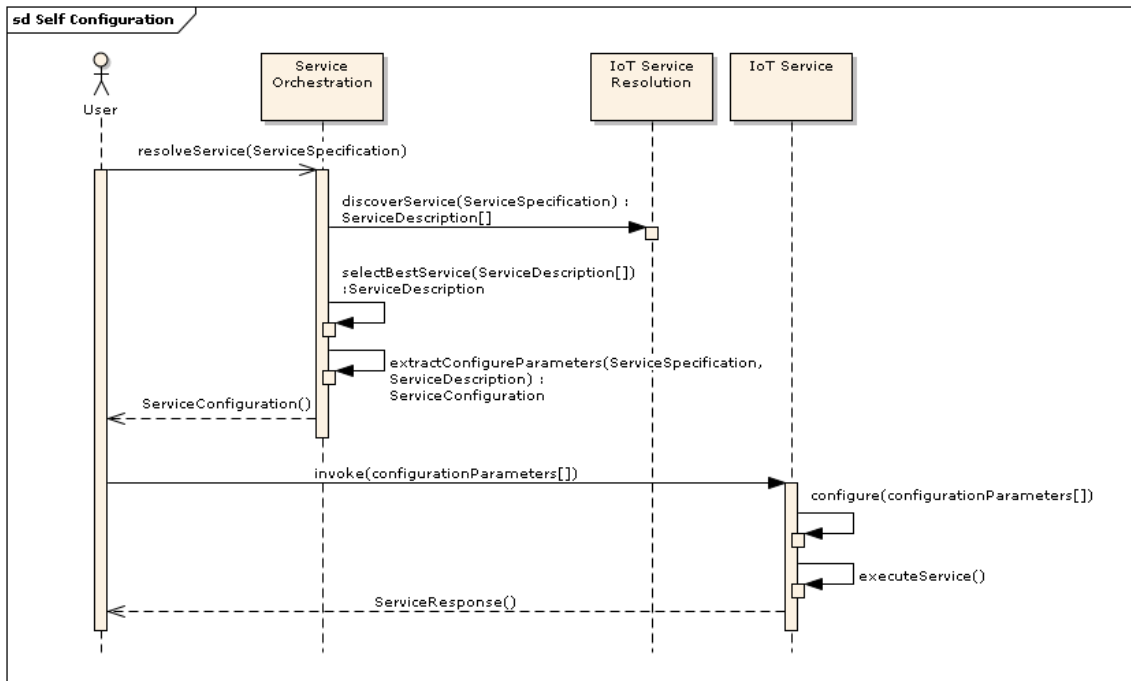 sd Self Configuration
User
Service
Orchestration
IoT Service
Resolution
IoT Service
resolveService(ServiceSpecification)
discoverService(ServiceSpecification) :
ServiceDescription[]
selectBestService(ServiceDescription[])
:ServiceDescription
extractConfigureParameters(ServiceSpecification,
ServiceDescription) :
ServiceConfiguration
ServiceConfiguration()
invoke(configurationParameters[])
configure(configurationParameters[])
executeService()
ServiceResponse()